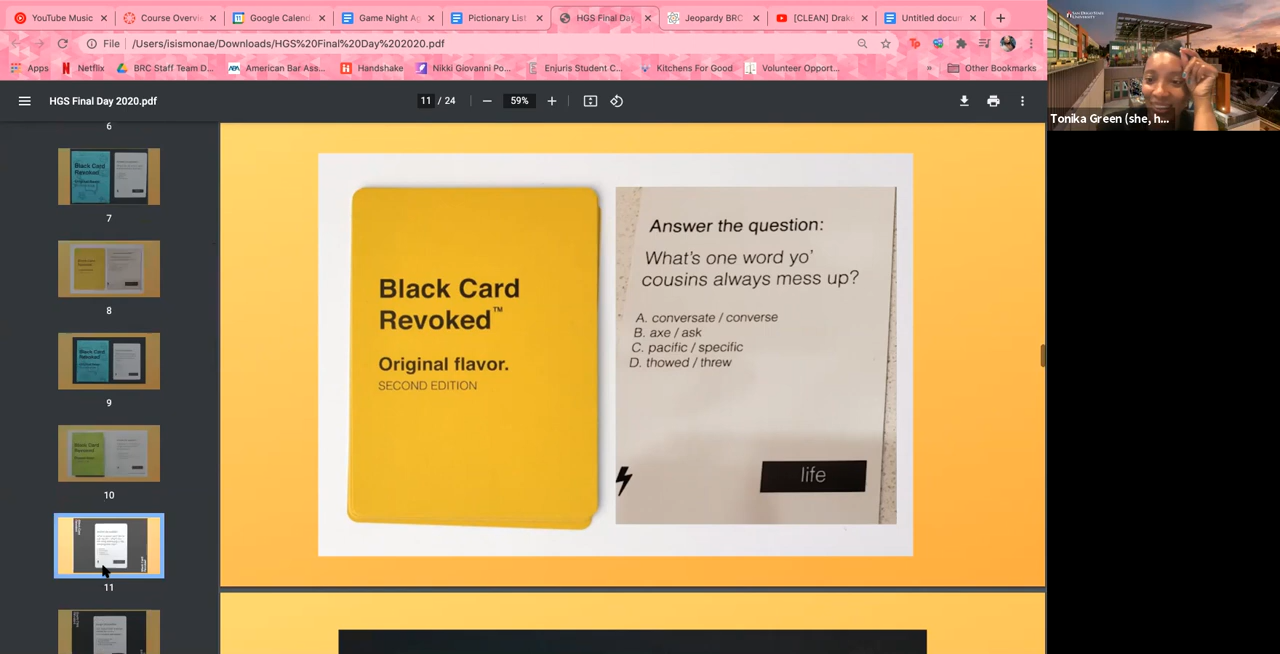 YouTube Music
Course Overvi
Google Calend
Game Night A
Pictionary List
HGS Final Day
Jeopardy BRC
[CLEAN] Drake
Untitled docu
File
/Users/isismonae/Downloads/HGS%20Final%20Day%202020.pdf
Apps
Netflix
BRC Staff Team D...
American Bar Ass...
Handshake
Nikki Giovanni Po...
Enjuris Student C...
Kitchens For Good
Volunteer Opport...
»
Other Bookmarks
HGS Final Day 2020.pdf
11 / 24
59%
SAN DIEGO STATE
UNIVERSITY
Tonika Green (she, h...
6
7
8
9
10
11
Black Card
Revoked™
Original flavor.
SECOND EDITION
Answer the question:
What's one word yo'
cousins always mess up?
A. conversate / converse
B. axe / ask
C. pacific / specific
D. thowed / threw
life